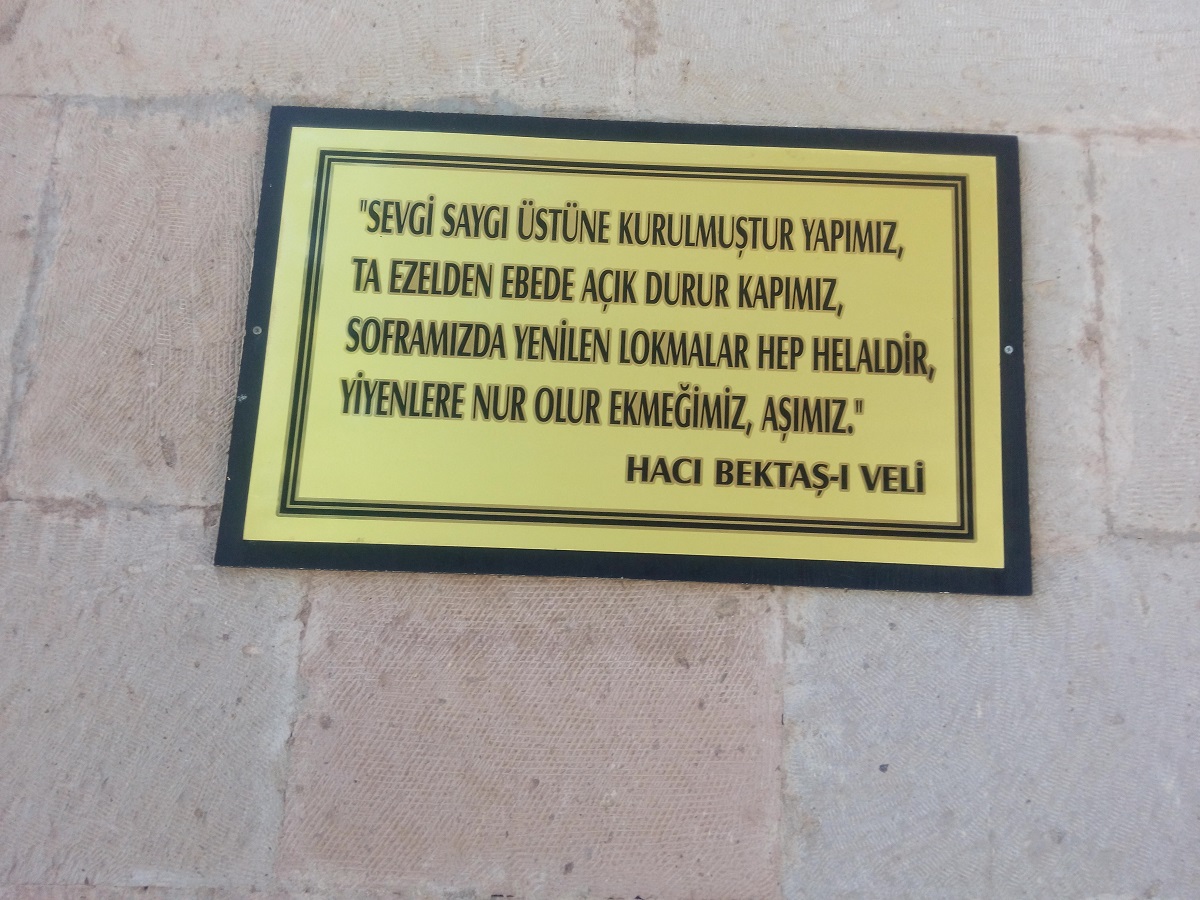 "SEVGİ SAYGI ÜSTÜNE KURULMUŞTUR YAPIMIZ,
TA EZELDEN EBEDE AÇIK DURUR KAPIMIZ,
SOFRAMIZDA YENİLEN LOKMALAR HEP HELALDİR,
YİYENLERE NUR OLUR EKMEĞİMİZ, AŞIMIZ."
HACI BEKTAŞ-I VELİ